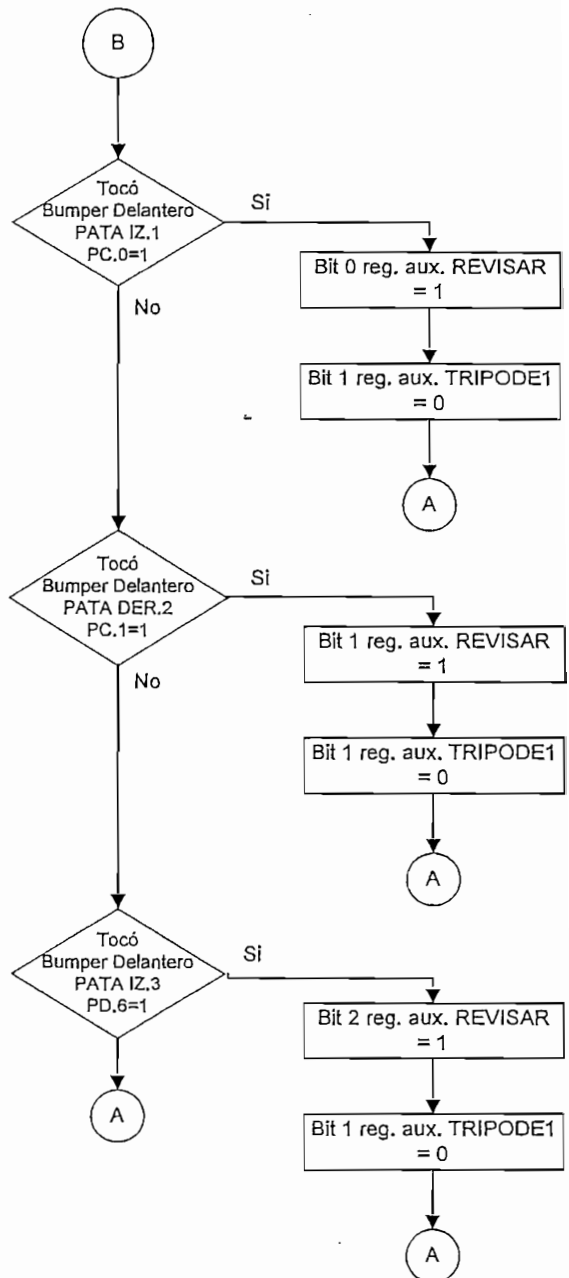 B
Tocó
Bumper Delantero
PATA IZ.1
PC.0=1
Si
No
Bit 0 reg. aux. REVISAR
= 1
Bit 1 reg. aux. TRIPODE1
= 0
A
Tocó
Bumper Delantero
PATA DER.2
PC.1=1
Si
No
Bit 1 reg. aux. REVISAR
= 1
Bit 1 reg. aux. TRIPODE1
= 0
A
Tocó
Bumper Delantero
PATA IZ.3
PD.6=1
Si
Bit 2 reg. aux. REVISAR
= 1
A
Bit 1 reg. aux. TRIPODE1
= 0
A